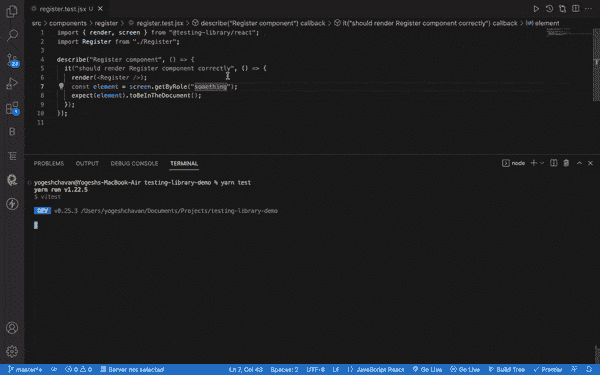 register.test.jsx U
src > components > register > register.test.jsx > describe("Register component") callback > it("should render Register component correctly") callback > element
1 import { render, screen } from "@testing-library/react";
2 import Register from "./Register";
3
4 describe("Register component", () => {
5 it("should render Register component correctly", () => {
6 render(<Register />);
7 const element = screen.getByRole("something");
8 expect(element).toBeInTheDocument();
9 });
10 });
11
PROBLEMS OUTPUT DEBUG CONSOLE TERMINAL node
yogeshchavan@Yogeshs-MacBook-Air testing-library-demo % yarn test
yarn run v1.22.5
$ vitest
DEV v0.25.3 /Users/yogeshchavan/Documents/Projects/testing-library-demo
master+ 0 0 Server not selected Ln 7, Col 43 Spaces: 2 UTF-8 LF JavaScript React Go Live Go Live Build Tree Prettier